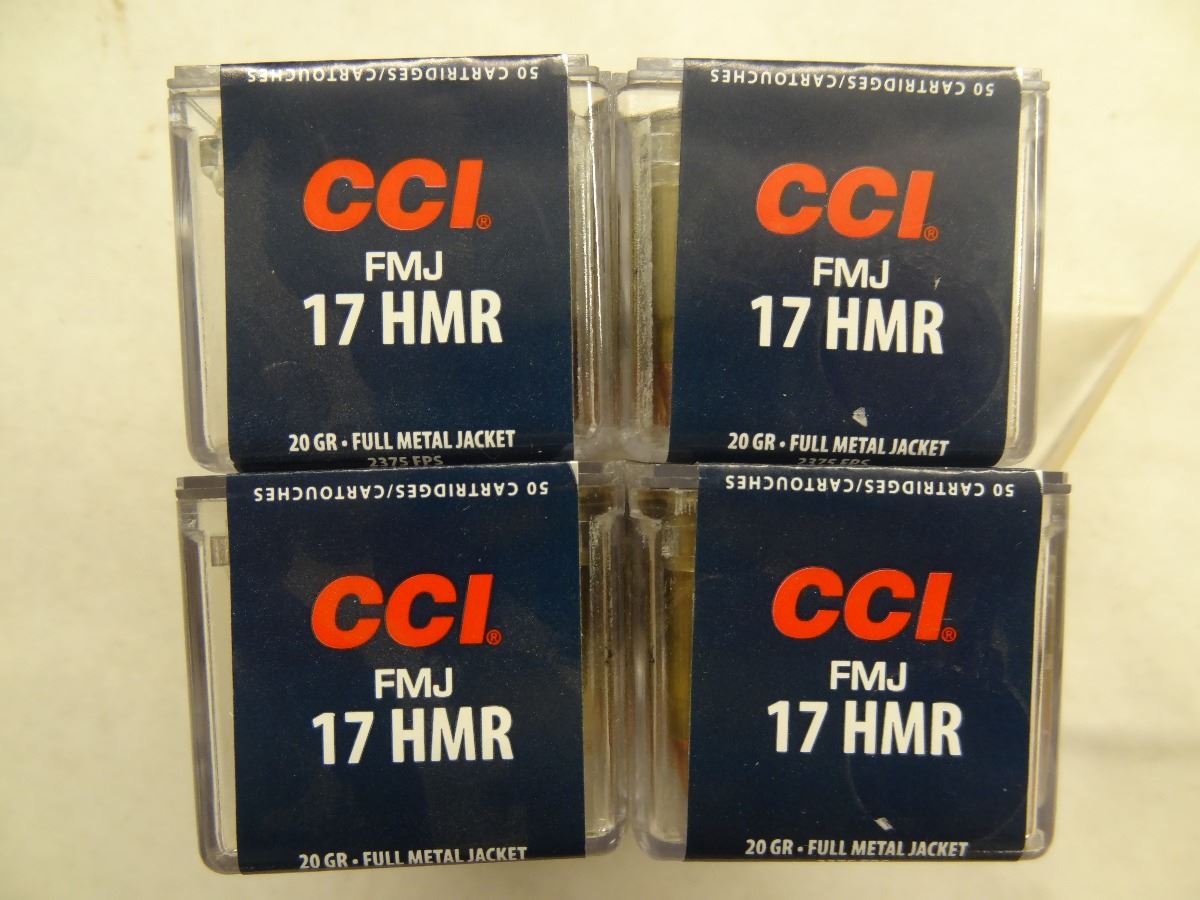 50 CARTRIDGES/CARTOUCHES
CCI®
FMJ
17 HMR
20 GR • FULL METAL JACKET
2375 FPS
50 CARTRIDGES/CARTOUCHES
CCI®
FMJ
17 HMR
20 GR • FULL METAL JACKET
2375 FPS
50 CARTRIDGES/CARTOUCHES
CCI®
FMJ
17 HMR
20 GR • FULL METAL JACKET
50 CARTRIDGES/CARTOUCHES
CCI®
FMJ
17 HMR
20 GR • FULL METAL JACKET